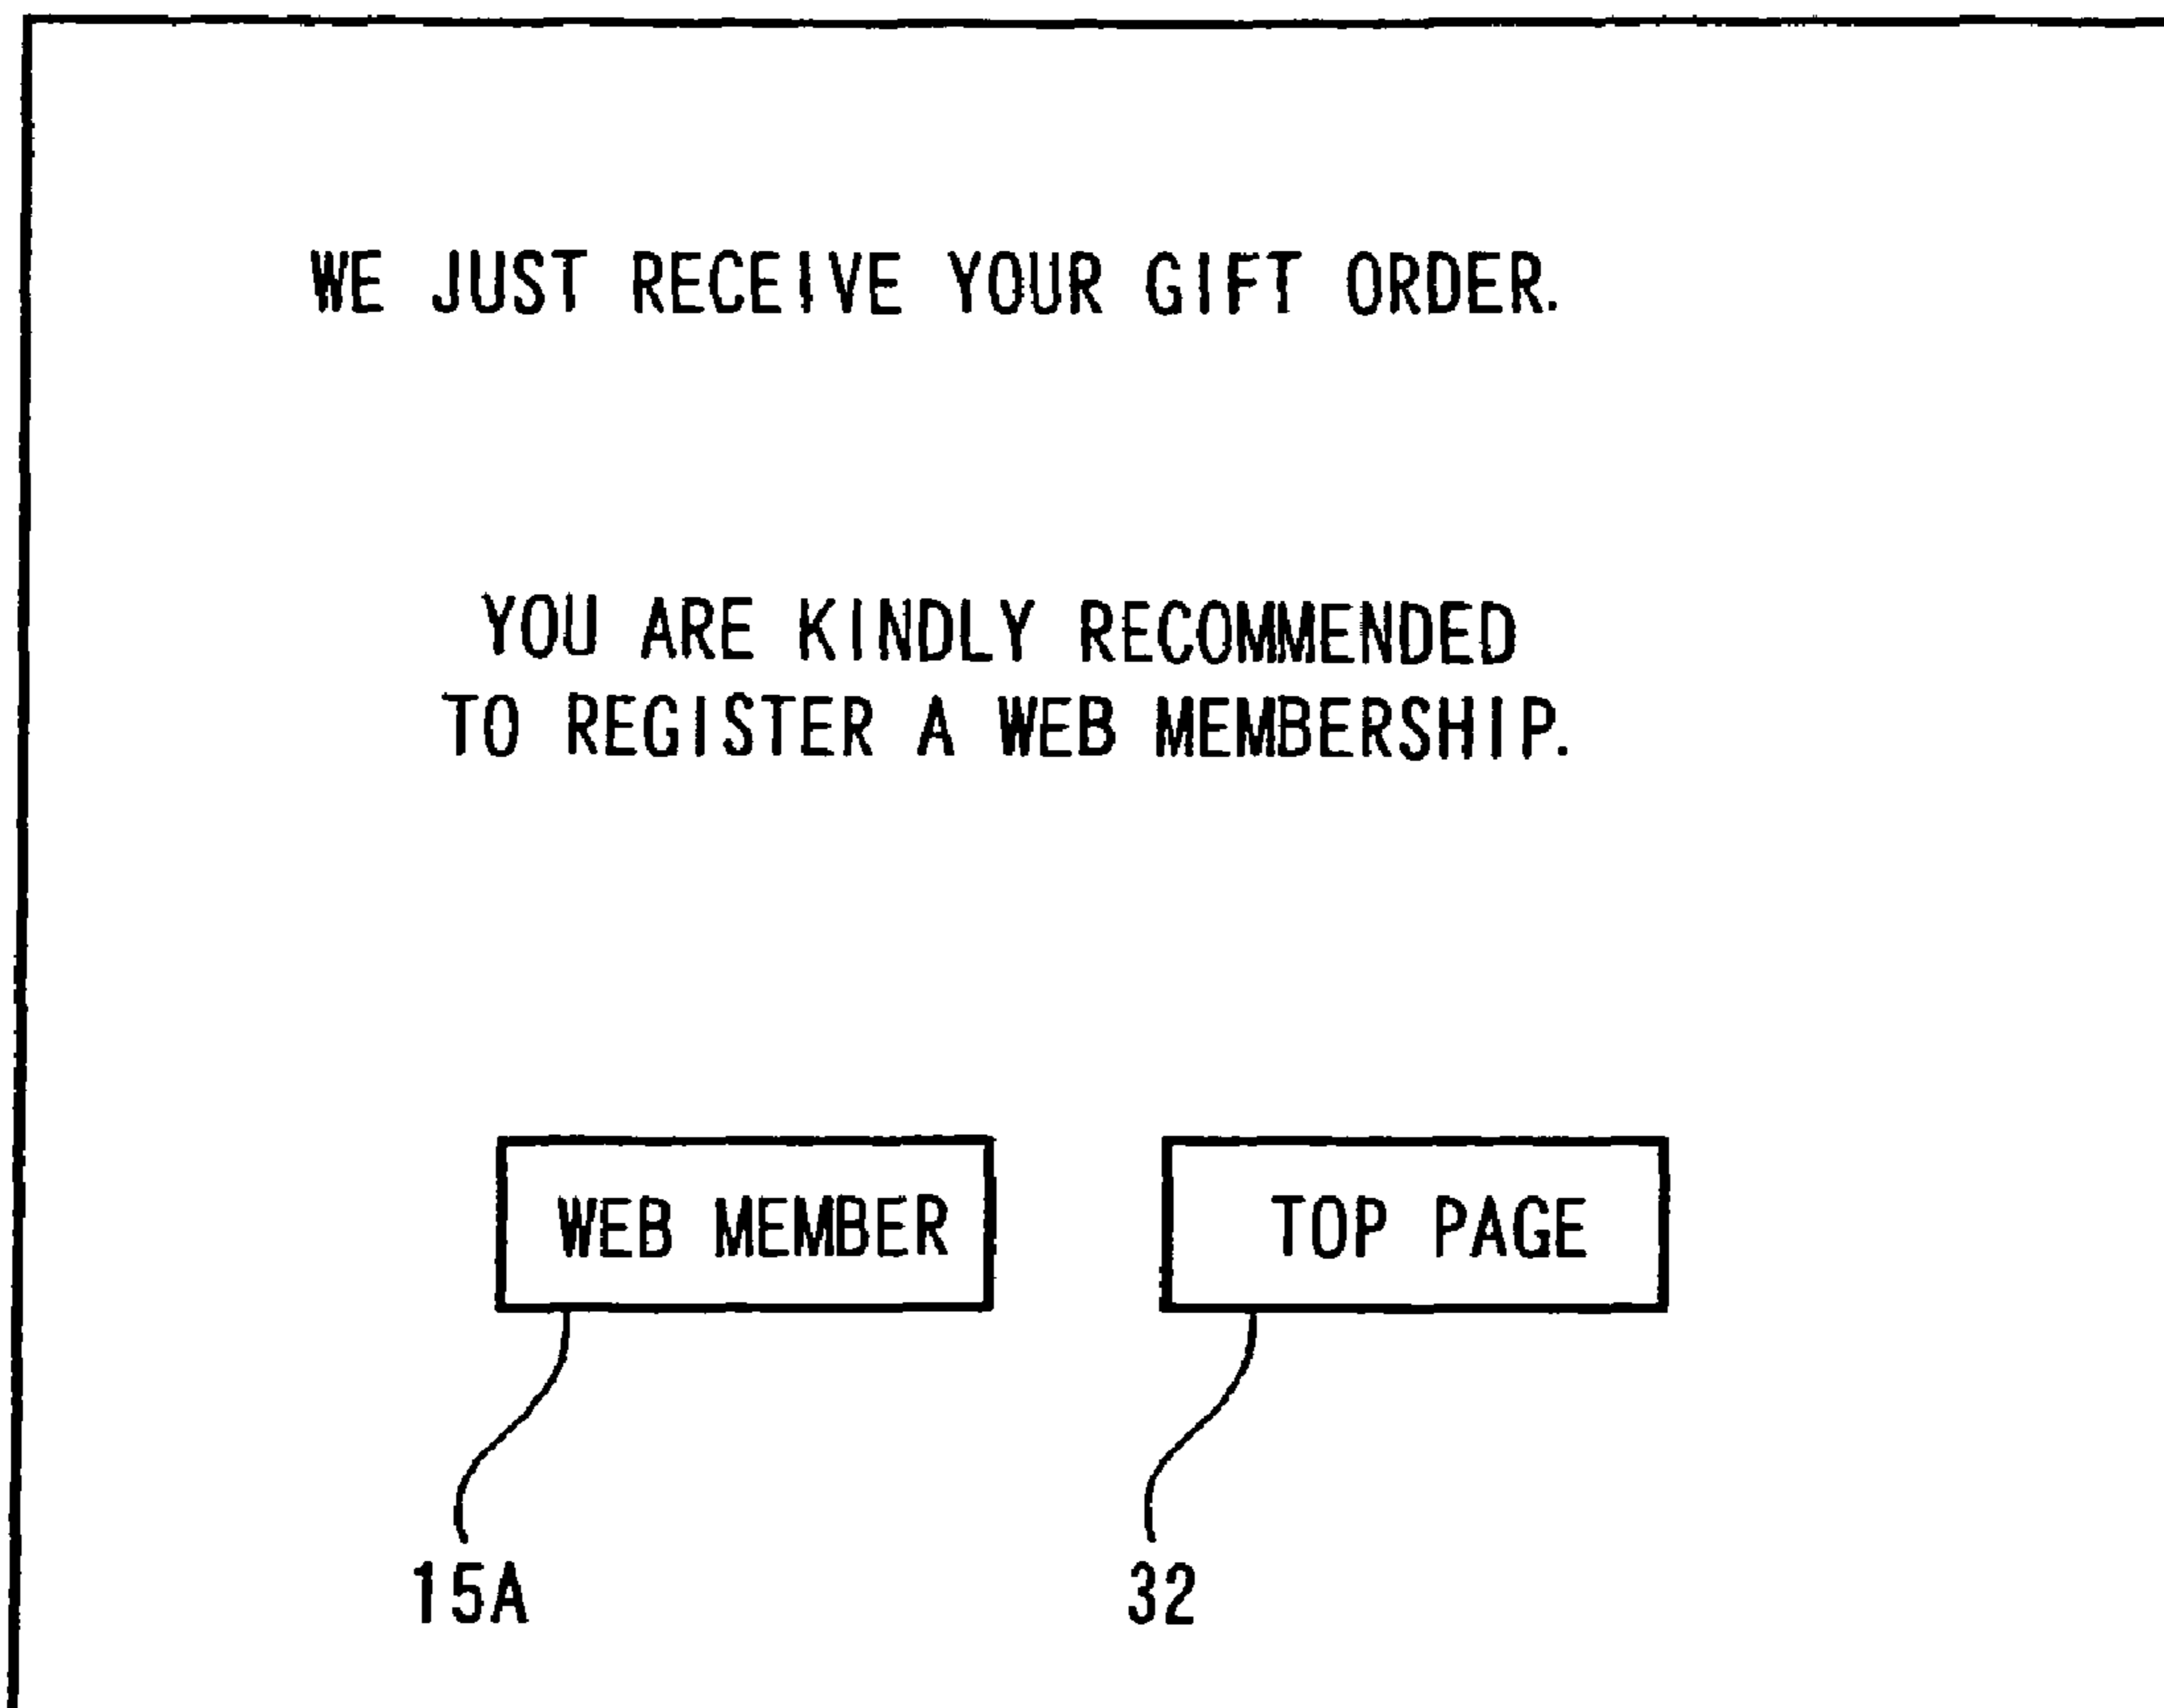 WE JUST RECEIVE YOUR GIFT ORDER.
YOU ARE KINDLY RECOMMENDED
TO REGISTER A WEB MEMBERSHIP.
WEB MEMBER
TOP PAGE
15A
32